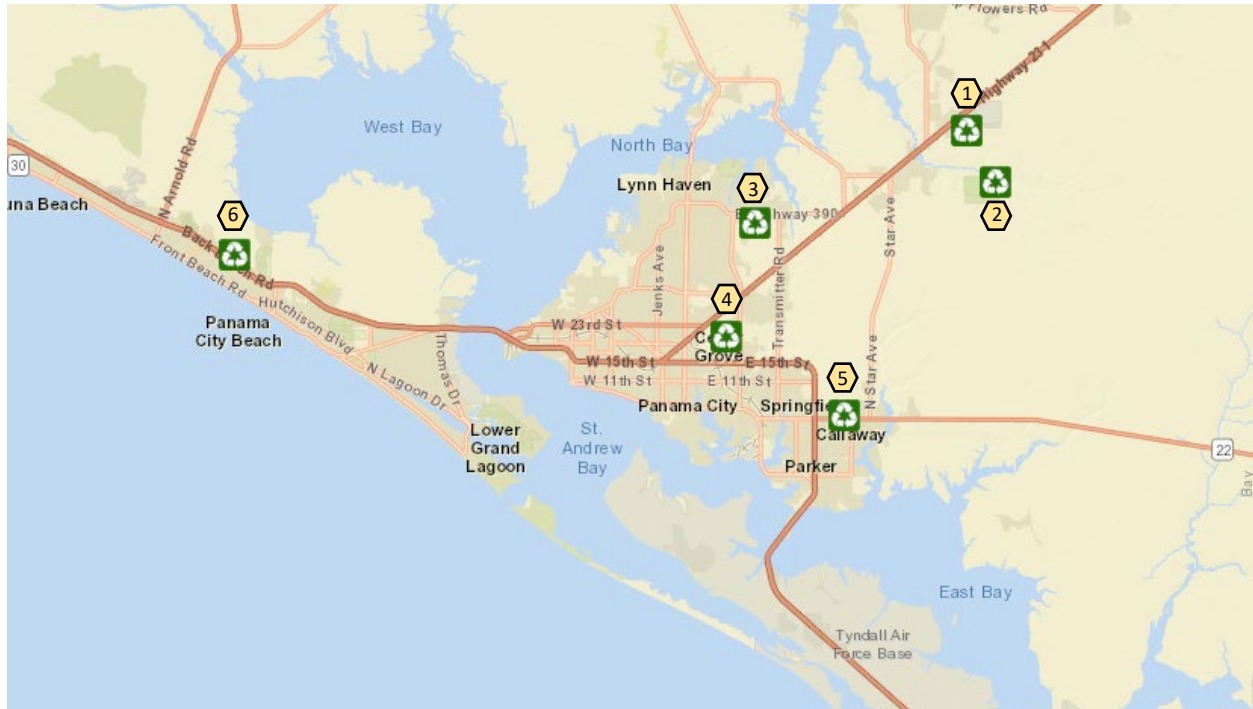 p Flowers Rd
Highway 231
1
West Bay
North Bay
30
N Arnold Rd
2
Lynn Haven
3
Highway 390
una Beach
6
Back
Rd
Front Beach Rd
Star Ave
Jenks Ave
Transmitter Rd
4
Hutchison Blvd
Panama
City Beach
W 23rd St
Grove
W 15th St
E 15th St
Thomas Dr
N Lagoon Dr
W 11th St
E 11th St
5
N Star Ave
Panama City
Springfie
Callaway
Lower
Grand
Lagoon
St.
Andrew
Bay
Parker
22
Bay
East Bay
Tyndall Air
Force Base